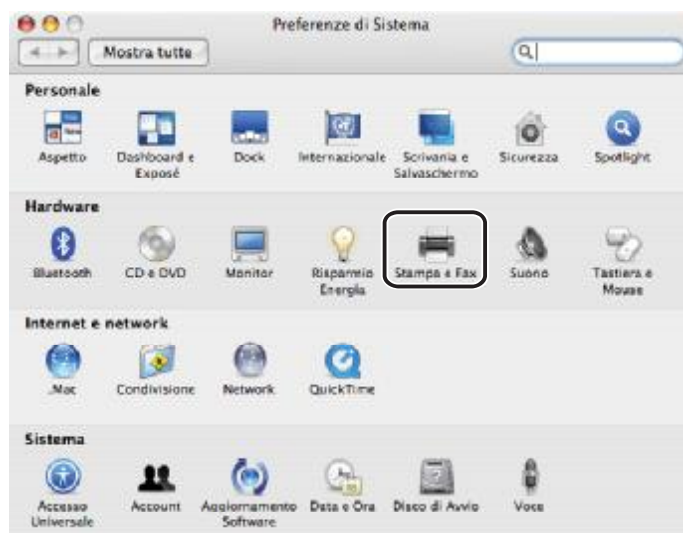 Preferenze di Sistema
Mostra tutte
Personale
Aspetto Dashboard e Exposé Dock Internazionale Scrivania e Salvaschermo Sicurezza Spotlight
Hardware
Bluetooth CD e DVD Monitor Risparmio Energia Stampa e Fax Suono Tastiera e Mouse
Internet e network
.Mac Condivisione Network QuickTime
Sistema
Accesso Universale Account Aggiornamento Software Data e Ora Disco di Avvio Voce